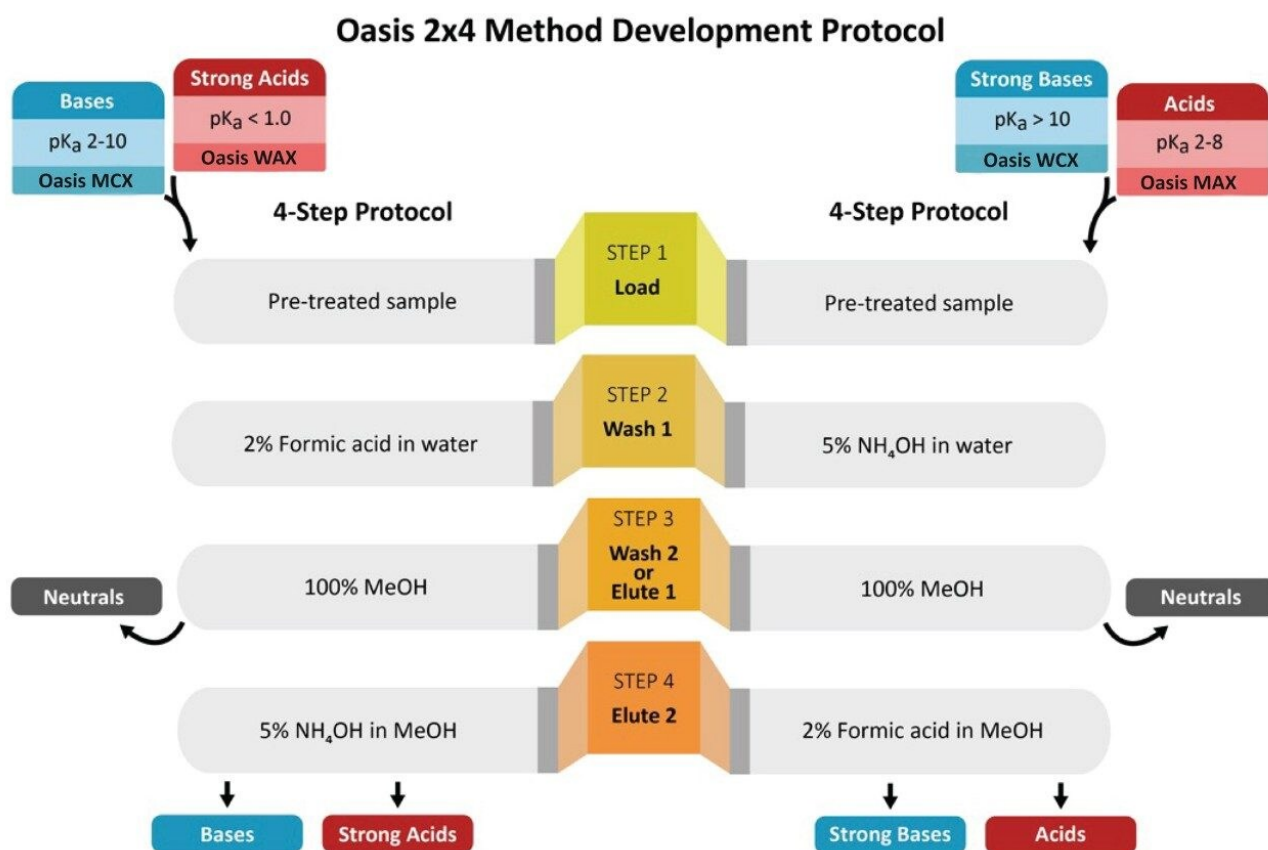 Oasis 2x4 Method Development Protocol
Bases
pKa 2-10
Oasis MCX
Strong Acids
pKa < 1.0
Oasis WAX
Strong Bases
pKa > 10
Oasis WCX
Acids
pKa 2-8
Oasis MAX
4-Step Protocol
4-Step Protocol
Pre-treated sample
STEP 1
Load
Pre-treated sample
2% Formic acid in water
STEP 2
Wash 1
5% NH₄OH in water
Neutrals
100% MeOH
STEP 3
Wash 2
or
Elute 1
100% MeOH
Neutrals
5% NH₄OH in MeOH
STEP 4
Elute 2
2% Formic acid in MeOH
Bases
Strong Acids
Strong Bases
Acids